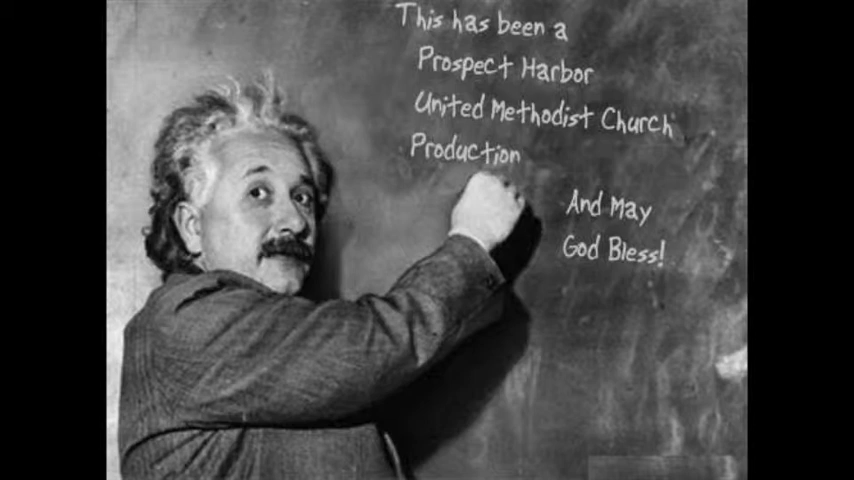 This has been a
Prospect Harbor
United Methodist Church
Production
And May
God Bless!